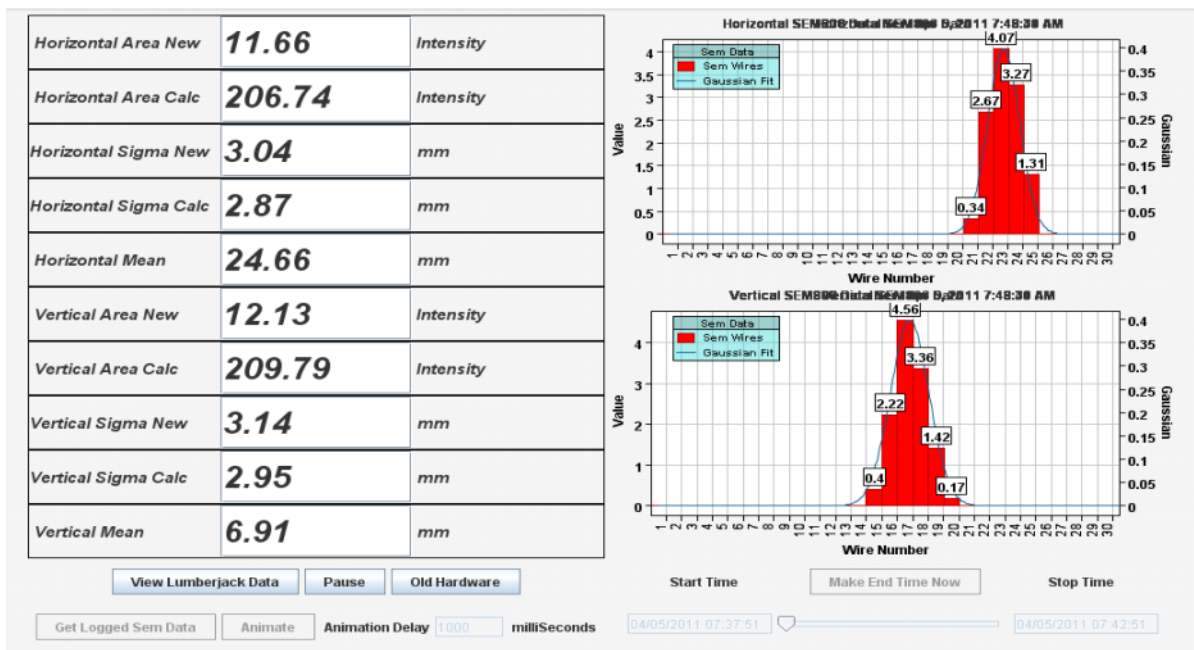 Horizontal Area New 11.66 Intensity
Horizontal Area Calc 206.74 Intensity
Horizontal Sigma New 3.04 mm
Horizontal Sigma Calc 2.87 mm
Horizontal Mean 24.66 mm
Vertical Area New 12.13 Intensity
Vertical Area Calc 209.79 Intensity
Vertical Sigma New 3.14 mm
Vertical Sigma Calc 2.95 mm
Vertical Mean 6.91 mm
View Lumberjack Data Pause Old Hardware
Get Logged Sem Data Animate Animation Delay 1000 milliSeconds
Horizontal 2011 AM
4.07
Sem Data
Sem Wires
Gaussian Fit
3.27
2.67
1.31
0.34
4
3.5
3
2.5
2
1.5
1
0.5
0
Value
0.4
0.35
0.3
0.25
0.2
0.15
0.1
0.05
0
Gaussian
1 2 3 4 5 6 7 8 9 10 11 12 13 14 15 16 17 18 19 20 21 22 23 24 25 26 27 28 29 30
Wire Number
Vertical AM
4.56
Sem Data
Sem Wires
Gaussian Fit
3.36
2.22
1.42
0.4
0.17
4
3
2
1
0
Value
0.4
0.35
0.3
0.25
0.2
0.15
0.1
0.05
0
Gaussian
1 2 3 4 5 6 7 8 9 10 11 12 13 14 15 16 17 18 19 20 21 22 23 24 25 26 27 28 29 30
Wire Number
Start Time Make End Time Now Stop Time
04/05/2011 07:37:51 04/05/2011 07:42:51